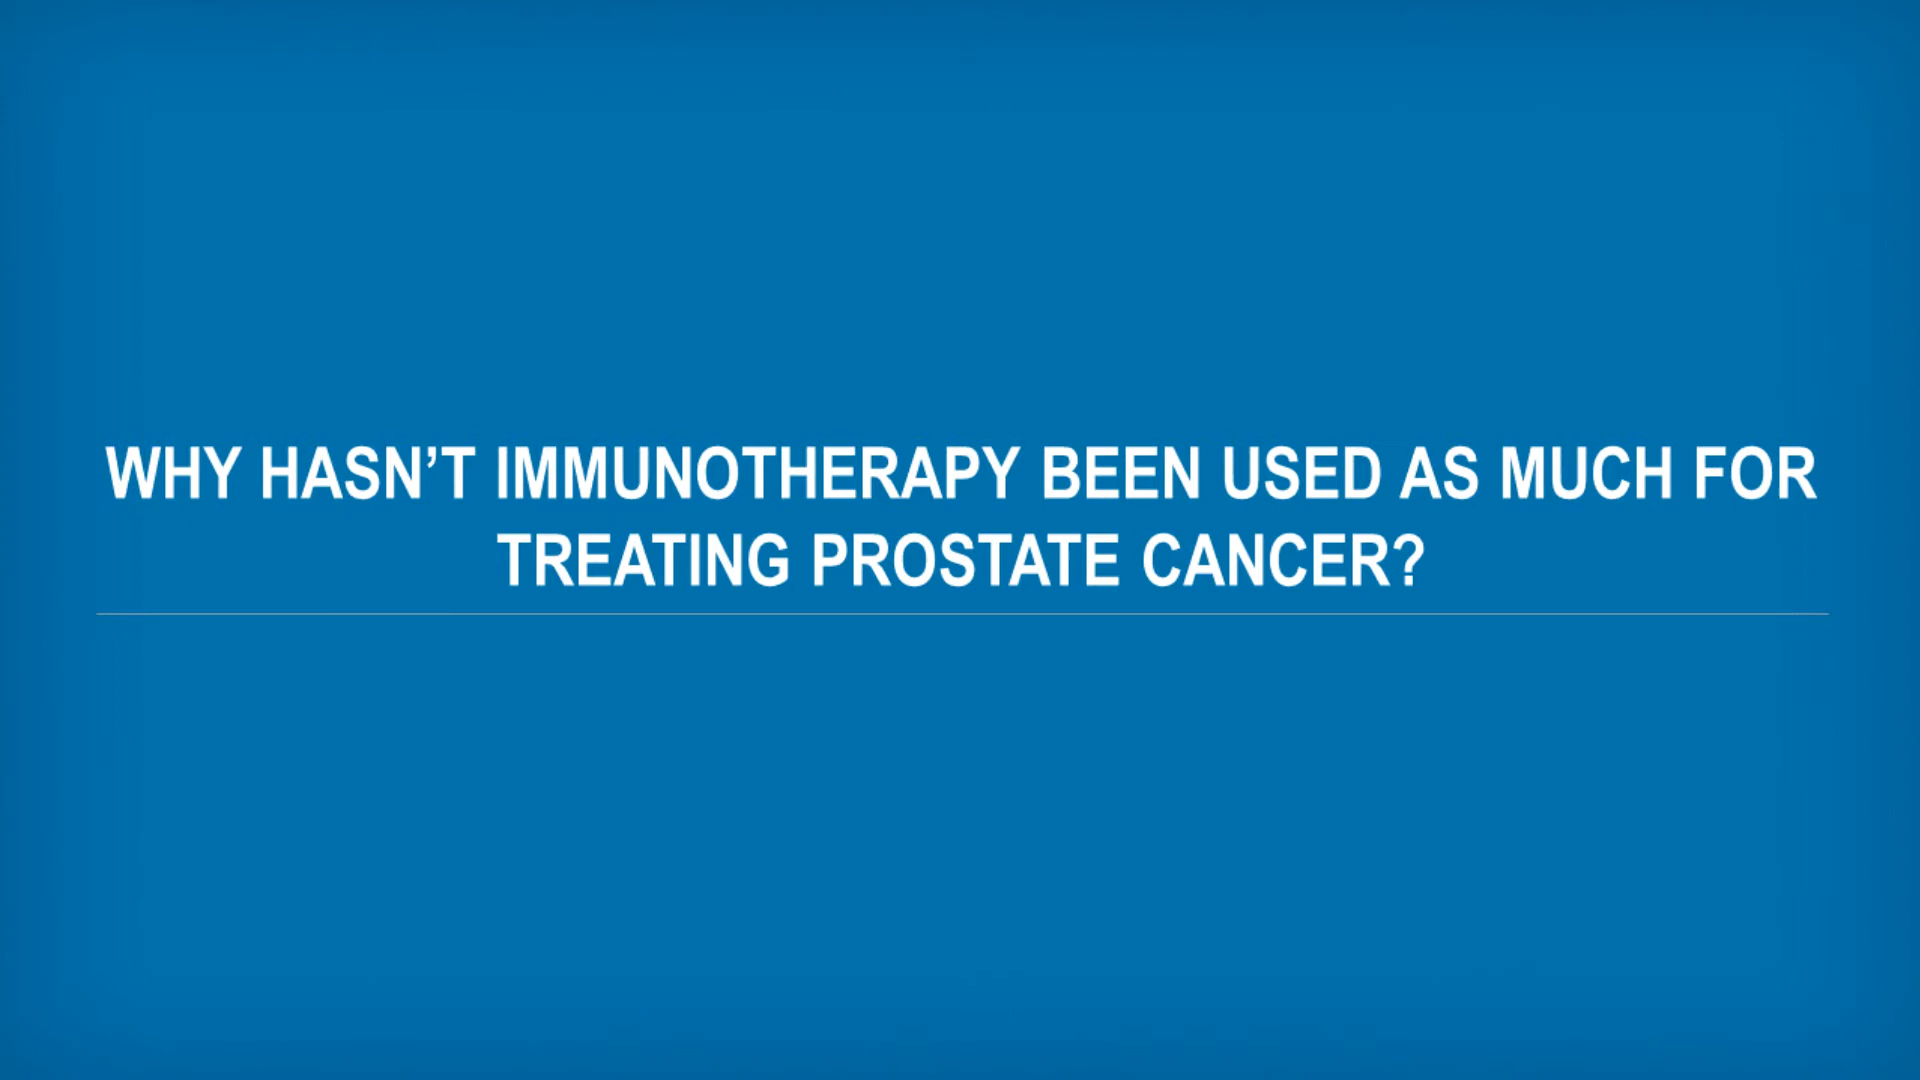 WHY HASN’T IMMUNOTHERAPY BEEN USED AS MUCH FOR
TREATING PROSTATE CANCER?